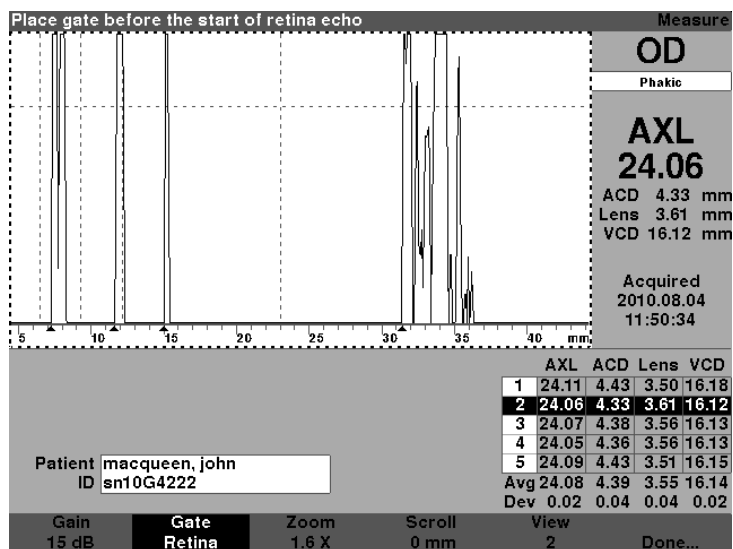 Place gate before the start of retina echo Measure
OD
Phakic
AXL
24.06
ACD 4.33 mm
Lens 3.61 mm
VCD 16.12 mm
Acquired
2010.08.04
11:50:34
5 10 15 20 25 30 35 40 mm
AXL ACD Lens VCD
1 24.11 4.43 3.50 16.18
2 24.06 4.33 3.61 16.12
3 24.07 4.38 3.56 16.13
4 24.05 4.36 3.56 16.13
5 24.09 4.43 3.51 16.15
Avg 24.08 4.39 3.55 16.14
Dev 0.02 0.04 0.04 0.02
Patient macqueen, john
ID sn10G4222
Gain Gate Zoom Scroll View
15 dB Retina 1.6 X 0 mm 2 Done...